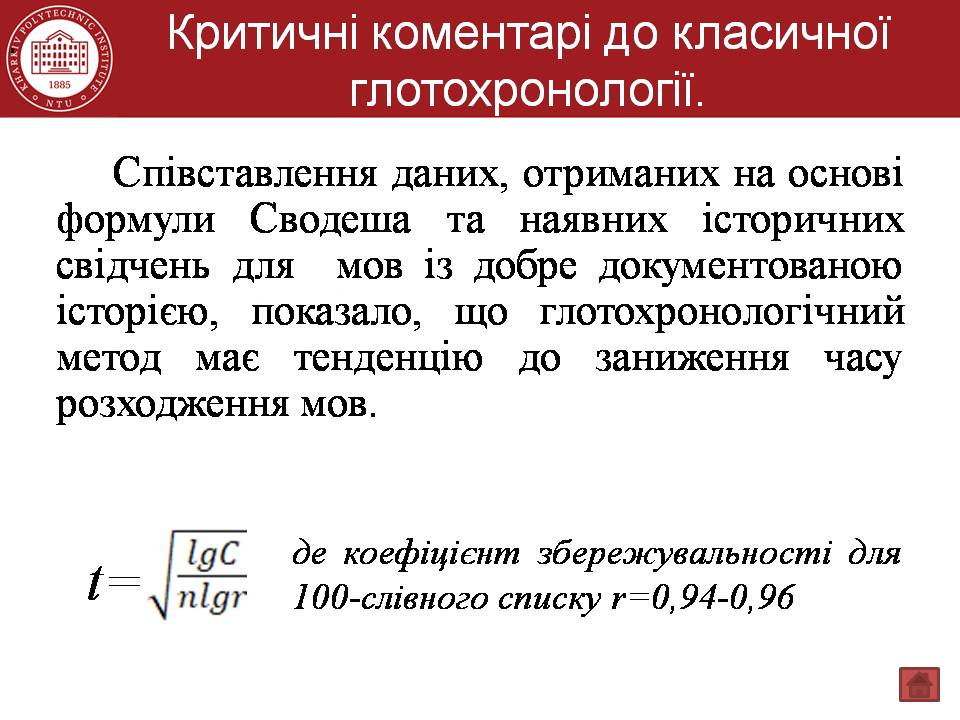 Критичні коментарі до класичної
глотохронології.
KHARKIV POLYTECHNIC INSTITUTE
1885
NTU
Співставлення даних, отриманих на основі
формули Сводеша та наявних історичних
свідчень для мов із добре документованою
історією, показало, що глотохронологічний
метод має тенденцію до заниження часу
розходження мов.
t=√(lgC/nlgr)
де коефіцієнт збережувальності для
100-слівного списку r=0,94-0,96